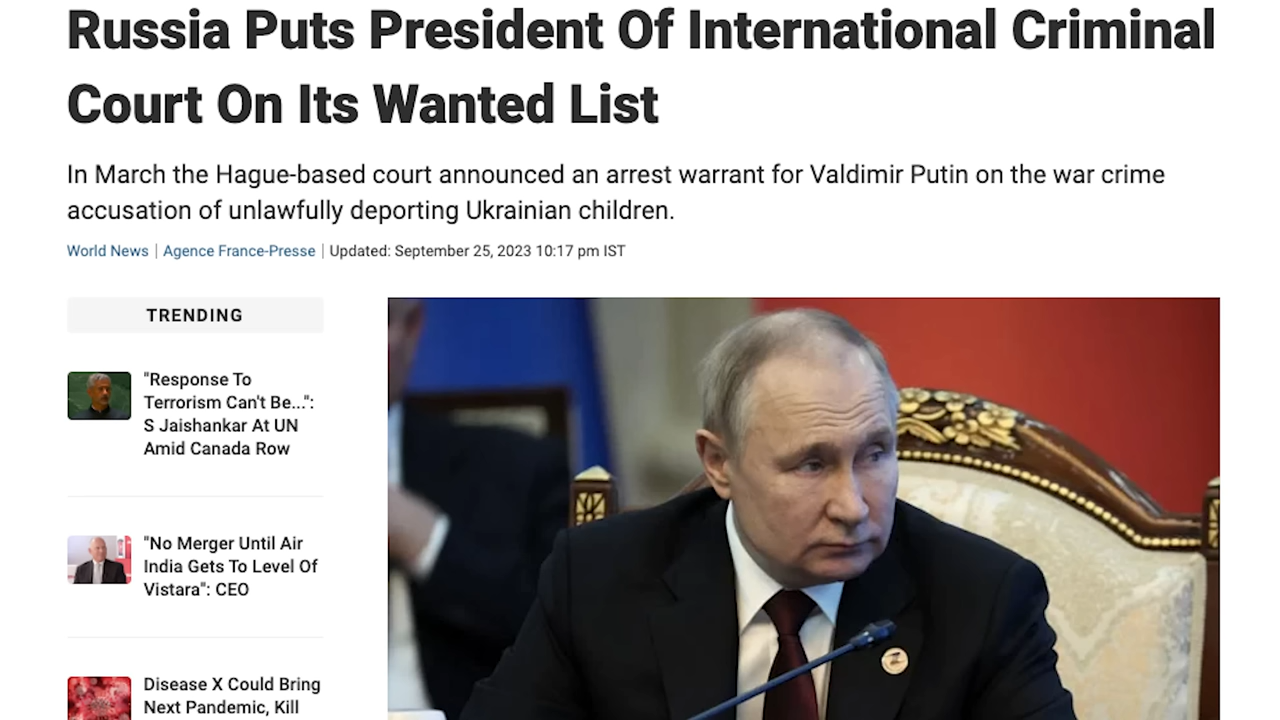 Russia Puts President Of International Criminal
Court On Its Wanted List
In March the Hague-based court announced an arrest warrant for Valdimir Putin on the war crime
accusation of unlawfully deporting Ukrainian children.
World News | Agence France-Presse | Updated: September 25, 2023 10:17 pm IST
TRENDING
"Response To
Terrorism Can't Be...":
S Jaishankar At UN
Amid Canada Row
"No Merger Until Air
India Gets To Level Of
Vistara": CEO
Disease X Could Bring
Next Pandemic, Kill